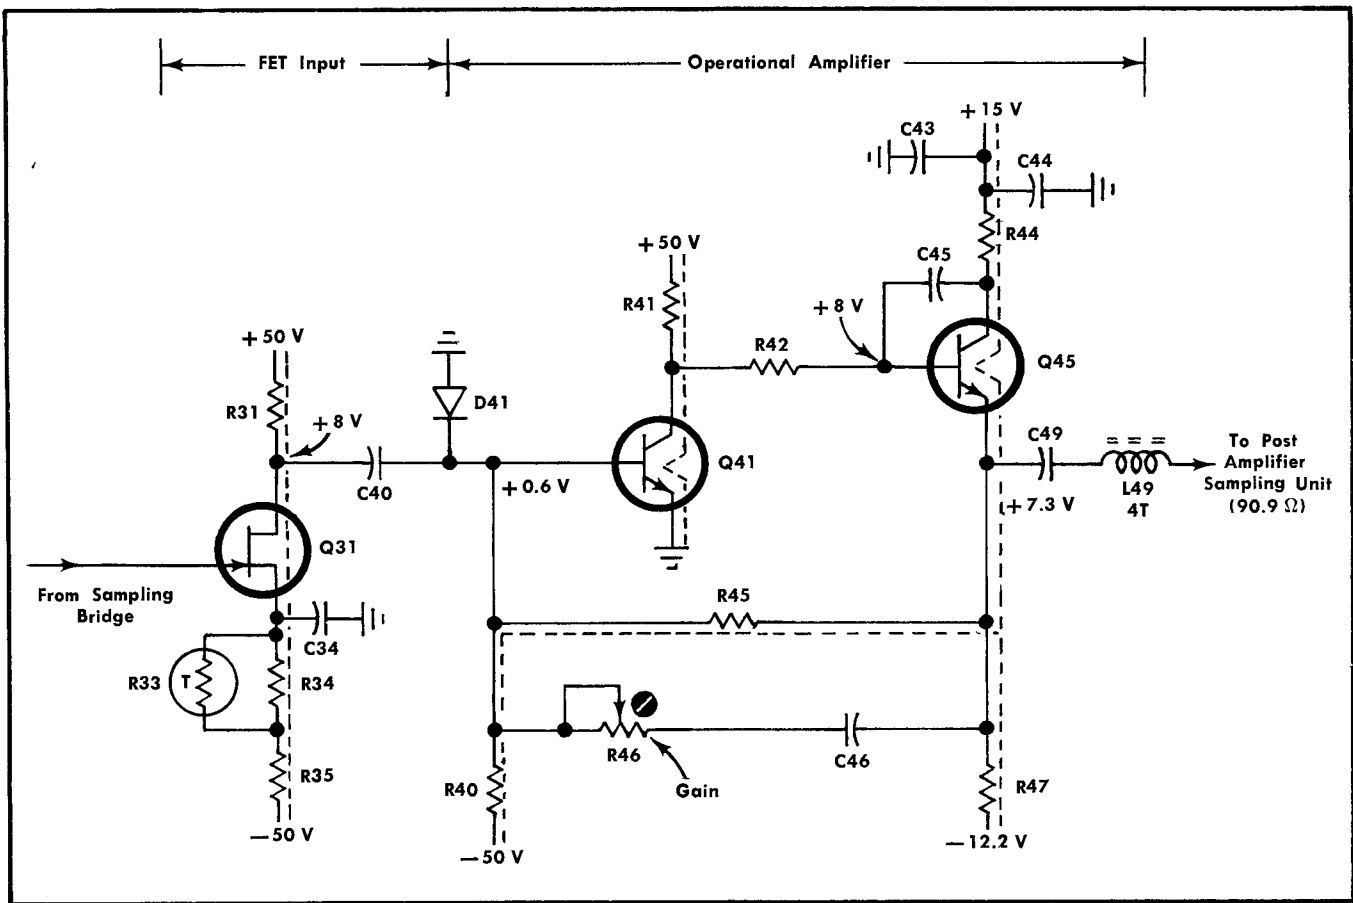 FET Input
Operational Amplifier
+15 V
C43
C44
R44
+50 V
C45
R41
+8 V
R42
Q45
+50 V
D41
R31
+8 V
C49
To Post
Amplifier
Sampling Unit
(90.9 Ω)
Q41
C40
+0.6 V
L49
4T
+7.3 V
Q31
From Sampling
Bridge
R45
C34
R33
T
R34
R46
C46
R35
R40
Gain
R47
—50 V
—50 V
—12.2 V